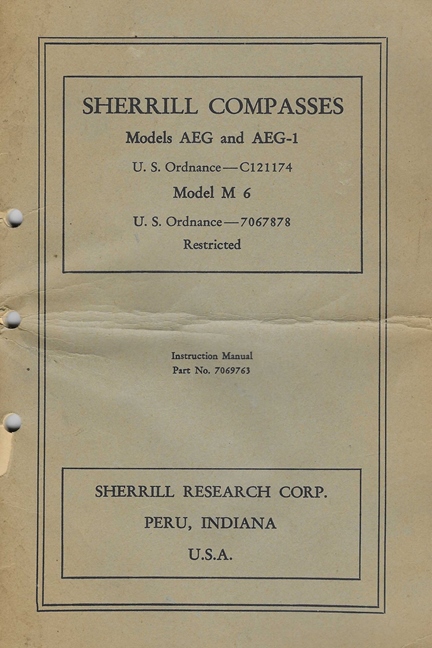 SHERRILL COMPASSES
Models AEG and AEG-1
U. S. Ordnance—C121174
Model M 6
U. S. Ordnance—7067878
Restricted
Instruction Manual
Part No. 7069763
SHERRILL RESEARCH CORP.
PERU, INDIANA
U.S.A.